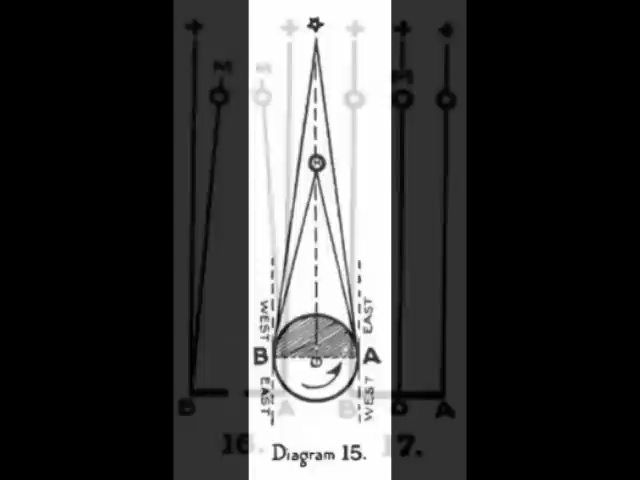 M M M
WEST EAST
B G A
EAST WEST
B A B D A
16. 17.
Diagram 15.